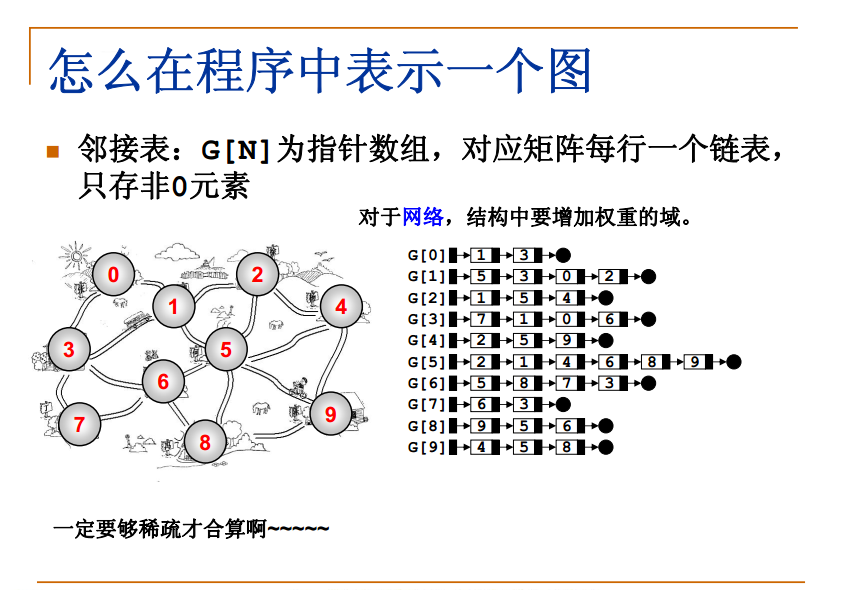 怎么在程序中表示一个图
邻接表：G[N]为指针数组，对应矩阵每行一个链表，
只存非0元素
对于网络，结构中要增加权重的域。
0
1
2
3
4
5
6
7
8
9
G[0] 1 3
G[1] 5 3 0 2
G[2] 1 5 4
G[3] 7 1 0 6
G[4] 2 5 9
G[5] 2 1 4 6 8 9
G[6] 5 8 7 3
G[7] 6 3
G[8] 9 5 6
G[9] 4 5 8
一定要够稀疏才合算啊~~~~~